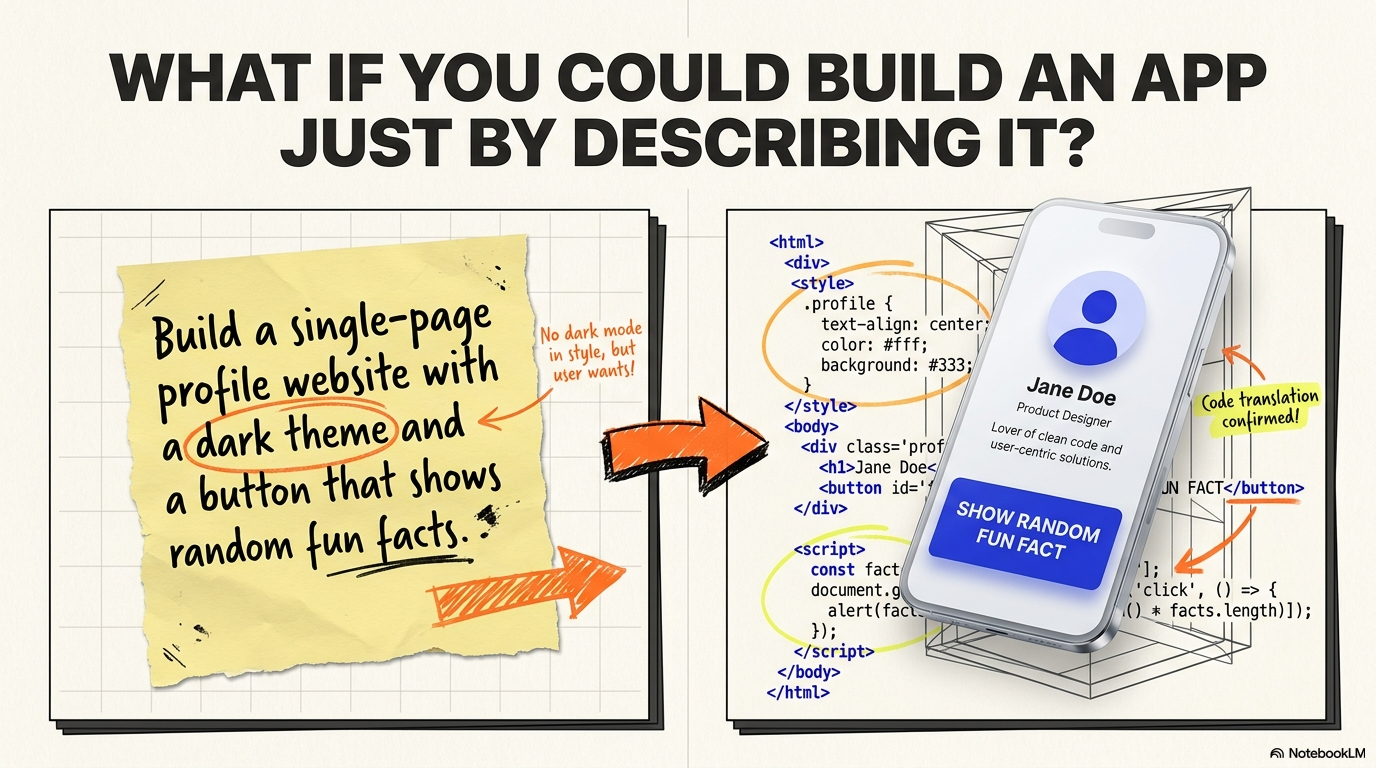 WHAT IF YOU COULD BUILD AN APP
JUST BY DESCRIBING IT?
Build a single-page
profile website with
a dark theme and
a button that shows
random fun facts.
No dark mode
in style, but
user wants!
<html>
<div>
<style>
.profile {
text-align: center;
color: #fff;
background: #333;
}
</style>
<body>
<div class='prof
<h1>Jane Doe<
<button id='
UN FACT</button>
</div>
<script>
const fact
'];
document.g
'click', () => {
alert(fac
() * facts.length)]);
});
</script>
</body>
</html>
Jane Doe
Product Designer
Lover of clean code and
user-centric solutions.
SHOW RANDOM
FUN FACT
Code translation
confirmed!
NotebookLM